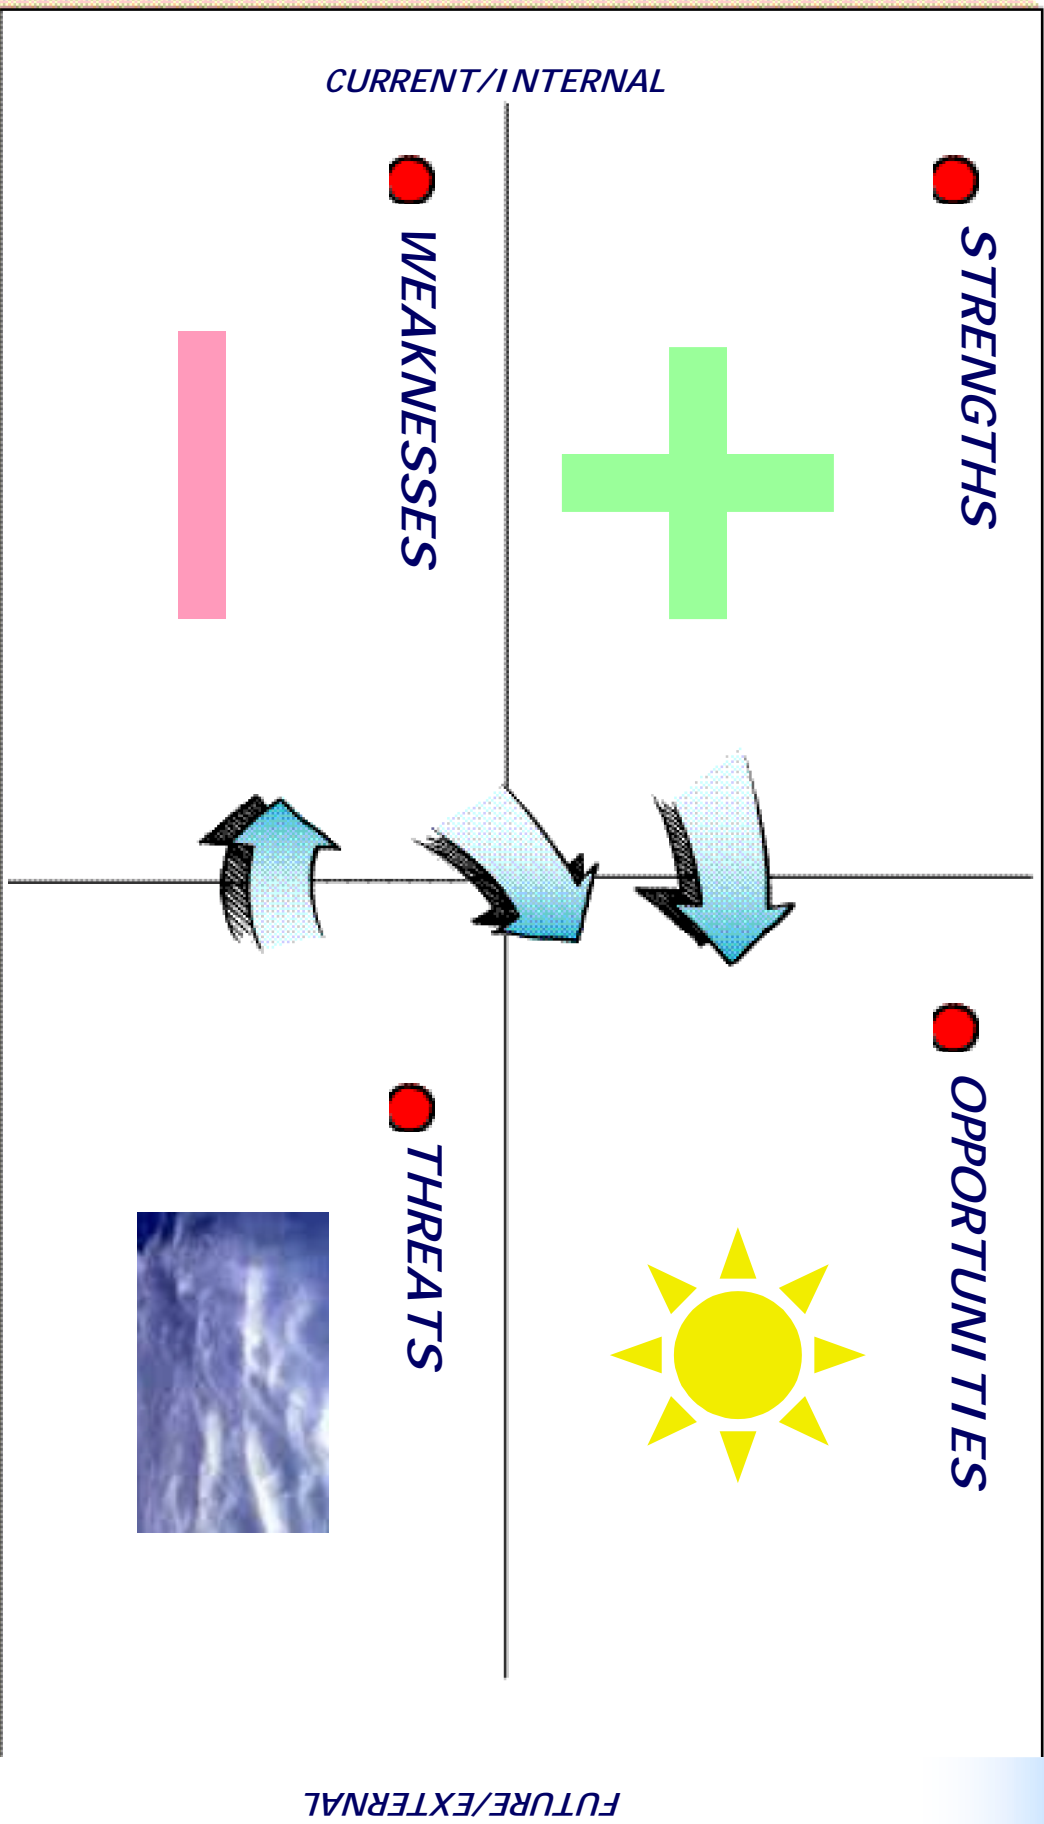 CURRENT/INTERNAL
STRENGTHS
WEAKNESSES
OPPORTUNITIES
THREATS
FUTURE/EXTERNAL